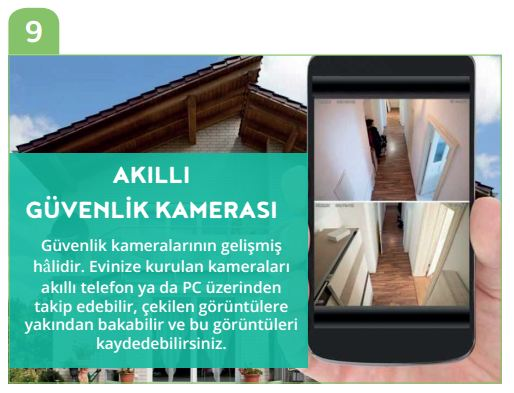 9
AKILLI
GÜVENLİK KAMERASI
Güvenlik kameralarının gelişmiş
hâlidir. Evinize kurulan kameraları
akıllı telefon ya da PC üzerinden
takip edebilir, çekilen görüntülere
yakından bakabilir ve bu görüntüleri
kaydedebilirsiniz.